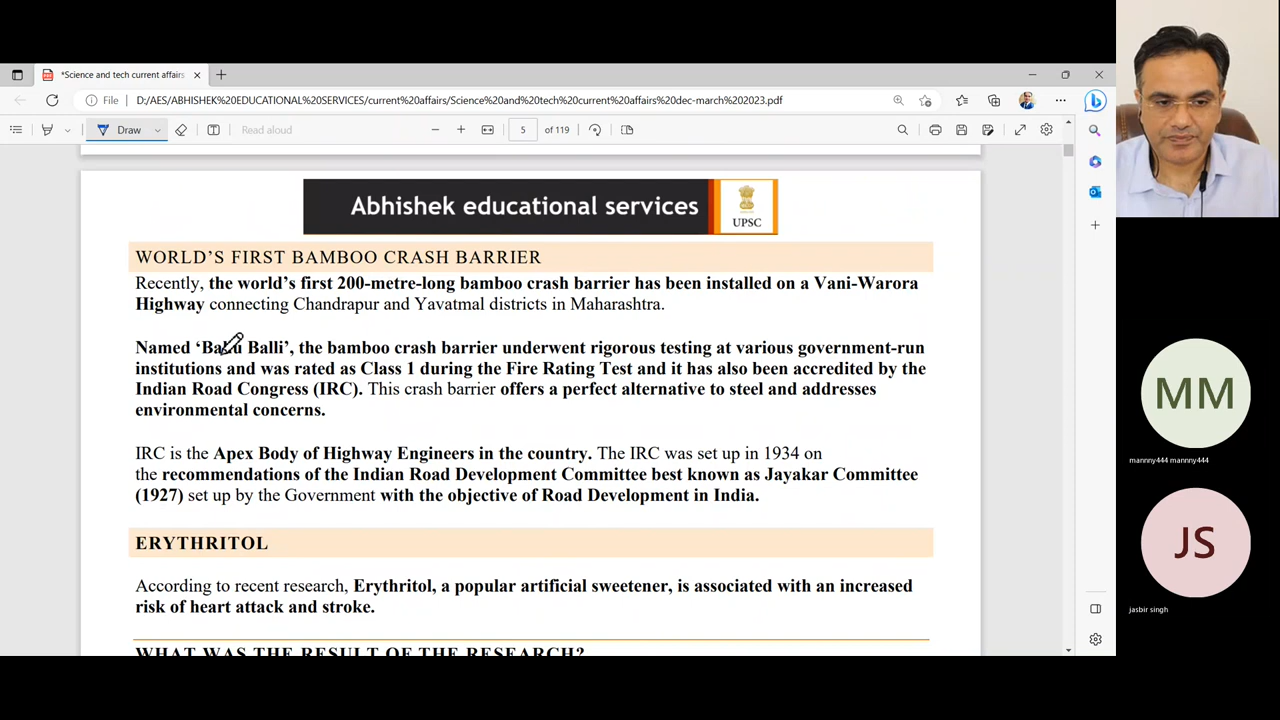 *Science and tech current affairs
File
D:/AES/ABHISHEK%20EDUCATIONAL%20SERVICES/current%20affairs/Science%20and%20tech%20current%20affairs%20dec-march%202023.pdf
Draw
Read aloud
5
of 119
Abhishek educational services
UPSC
WORLD'S FIRST BAMBOO CRASH BARRIER
Recently, the world's first 200-metre-long bamboo crash barrier has been installed on a Vani-Warora
Highway connecting Chandrapur and Yavatmal districts in Maharashtra.
Named ‘Bahu Balli’, the bamboo crash barrier underwent rigorous testing at various government-run
institutions and was rated as Class 1 during the Fire Rating Test and it has also been accredited by the
Indian Road Congress (IRC). This crash barrier offers a perfect alternative to steel and addresses
environmental concerns.
IRC is the Apex Body of Highway Engineers in the country. The IRC was set up in 1934 on
the recommendations of the Indian Road Development Committee best known as Jayakar Committee
(1927) set up by the Government with the objective of Road Development in India.
ERYTHRITOL
According to recent research, Erythritol, a popular artificial sweetener, is associated with an increased
risk of heart attack and stroke.
WHAT WAS THE RESULT OF THE RESEARCH?
MM
mannny444 mannny444
JS
jasbir singh